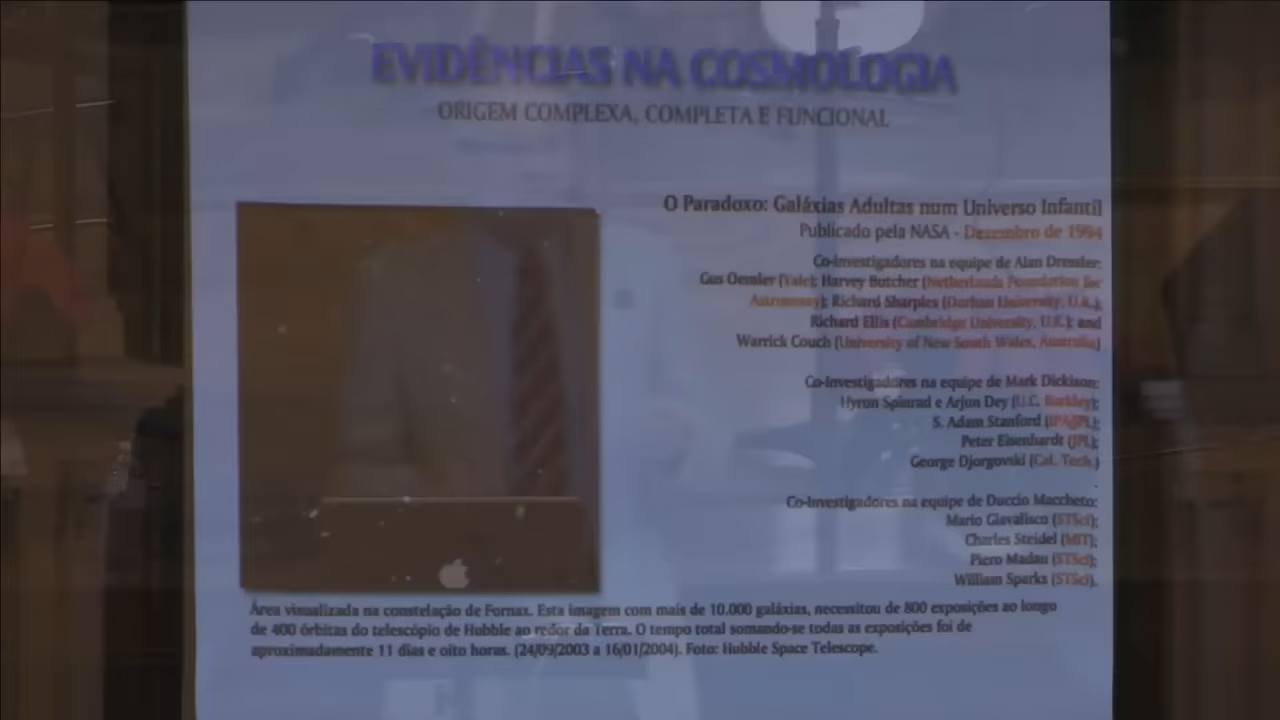 EVIDÊNCIAS NA COSMOLOGIA
ORIGEM COMPLEXA, COMPLETA E FUNCIONAL
O Paradoxo: Galáxias Adultas num Universo Infantil
Publicado pela NASA - Dezembro de 1994
Co-Investigadores na equipe de Alan Dressler:
Gus Oemler (Yale); Harvey Butcher (Netherlands Foundation for
Astronomy); Richard Sharples (Durham University, U.K.);
Richard Ellis (Cambridge University, U.K.); and
Warrick Couch (University of New South Wales, Australia)
Co-Investigadores na equipe de Mark Dickison:
Hyron Spinrad e Arjun Dey (U.C. Berkley);
S. Adam Stanford (IPA/JPL);
Peter Eisenhardt (JPL);
George Djorgovski (Cal. Tech.)
Co-Investigadores na equipe de Duccio Maccheto:
Mario Giavalisco (STScI);
Charles Steidel (MIT);
Piero Madau (STScI);
William Sparks (STScI).
Área visualizada na constelação de Fornax. Esta imagem com mais de 10.000 galáxias, necessitou de 800 exposições ao longo
de 400 órbitas do telescópio de Hubble ao redor da Terra. O tempo total somando-se todas as exposições foi de
aproximadamente 11 dias e oito horas. (24/09/2003 a 16/01/2004). Foto: Hubble Space Telescope.